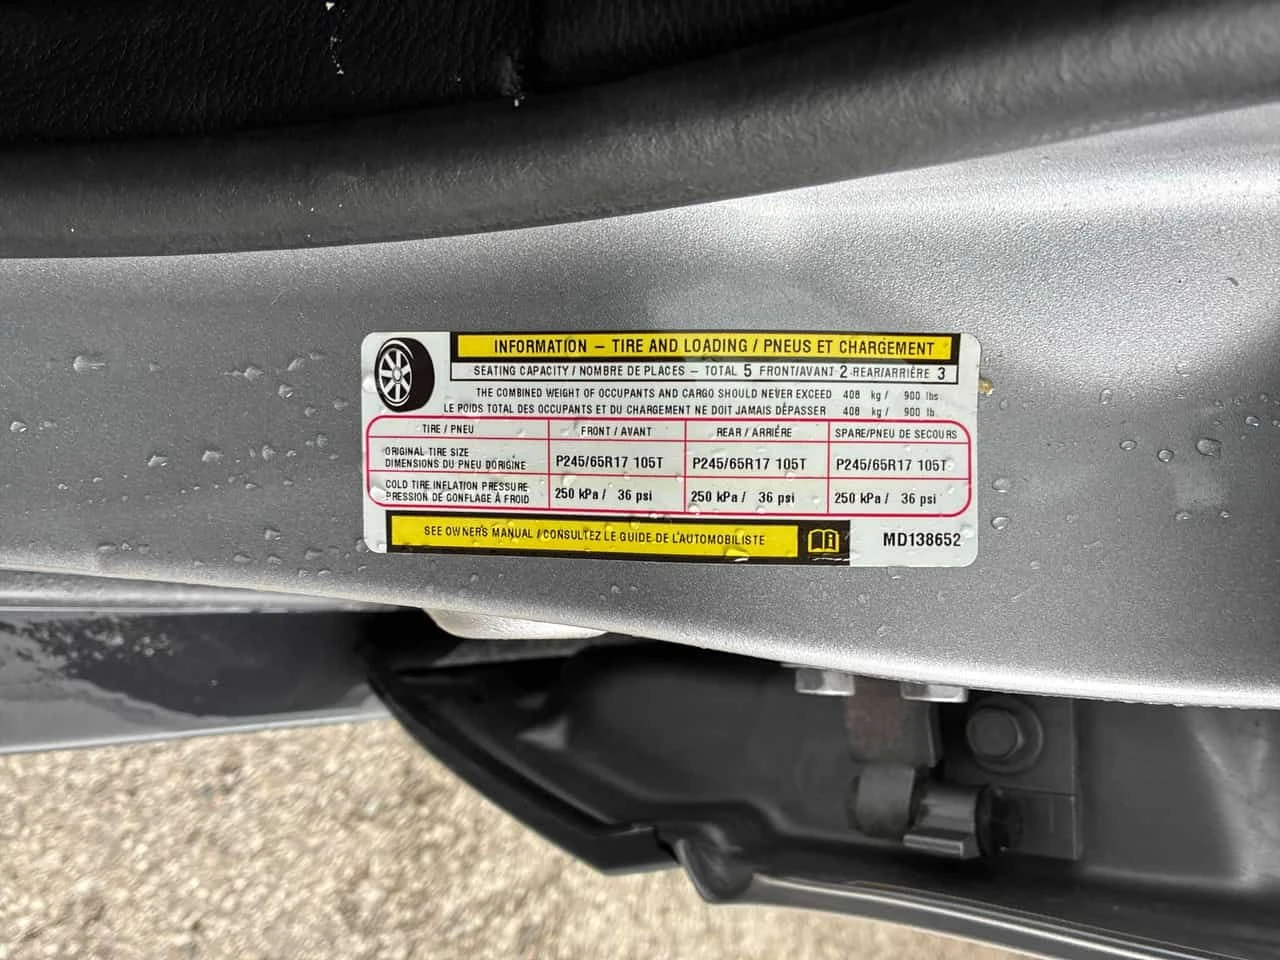 INFORMATION – TIRE AND LOADING / PNEUS ET CHARGEMENT
SEATING CAPACITY / NOMBRE DE PLACES – TOTAL 5 FRONT/AVANT 2 REAR/ARRIÈRE 3
THE COMBINED WEIGHT OF OCCUPANTS AND CARGO SHOULD NEVER EXCEED 408 kg / 900 lbs
LE POIDS TOTAL DES OCCUPANTS ET DU CHARGEMENT NE DOIT JAMAIS DÉPASSER 408 kg / 900 lb
TIRE / PNEU FRONT / AVANT REAR / ARRIÉRE SPARE/PNEU DE SECOURS
ORIGINAL TIRE SIZE
DIMENSIONS DU PNEU D'ORIGINE P245/65R17 105T P245/65R17 105T P245/65R17 105T
COLD TIRE INFLATION PRESSURE
PRESSION DE GONFLAGE À FROID 250 kPa / 36 psi 250 kPa / 36 psi 250 kPa / 36 psi
SEE OWNER'S MANUAL / CONSULTEZ LE GUIDE DE L'AUTOMOBILISTE MD138652